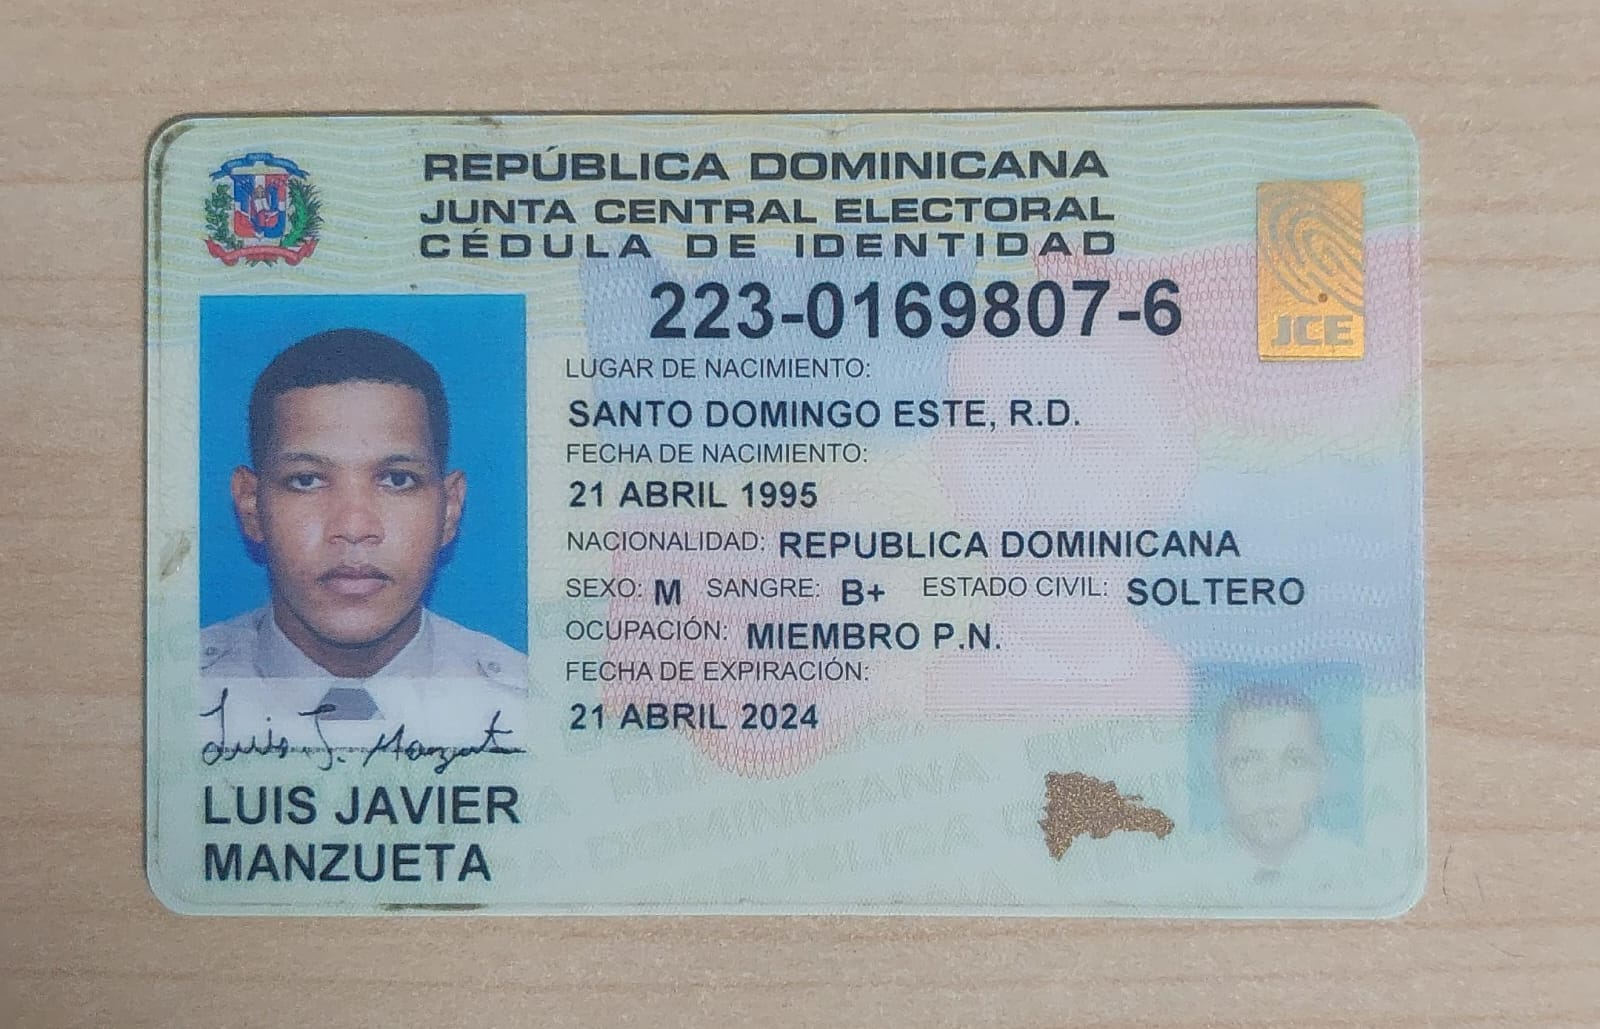 REPÚBLICA DOMINICANA
JUNTA CENTRAL ELECTORAL
CÉDULA DE IDENTIDAD
JCE
223-0169807-6
LUGAR DE NACIMIENTO:
SANTO DOMINGO ESTE, R.D.
FECHA DE NACIMIENTO:
21 ABRIL 1995
NACIONALIDAD: REPUBLICA DOMINICANA
SEXO: M SANGRE: B+ ESTADO CIVIL: SOLTERO
OCUPACIÓN: MIEMBRO P.N.
FECHA DE EXPIRACIÓN:
21 ABRIL 2024
Luis J. Manzueta
LUIS JAVIER
MANZUETA